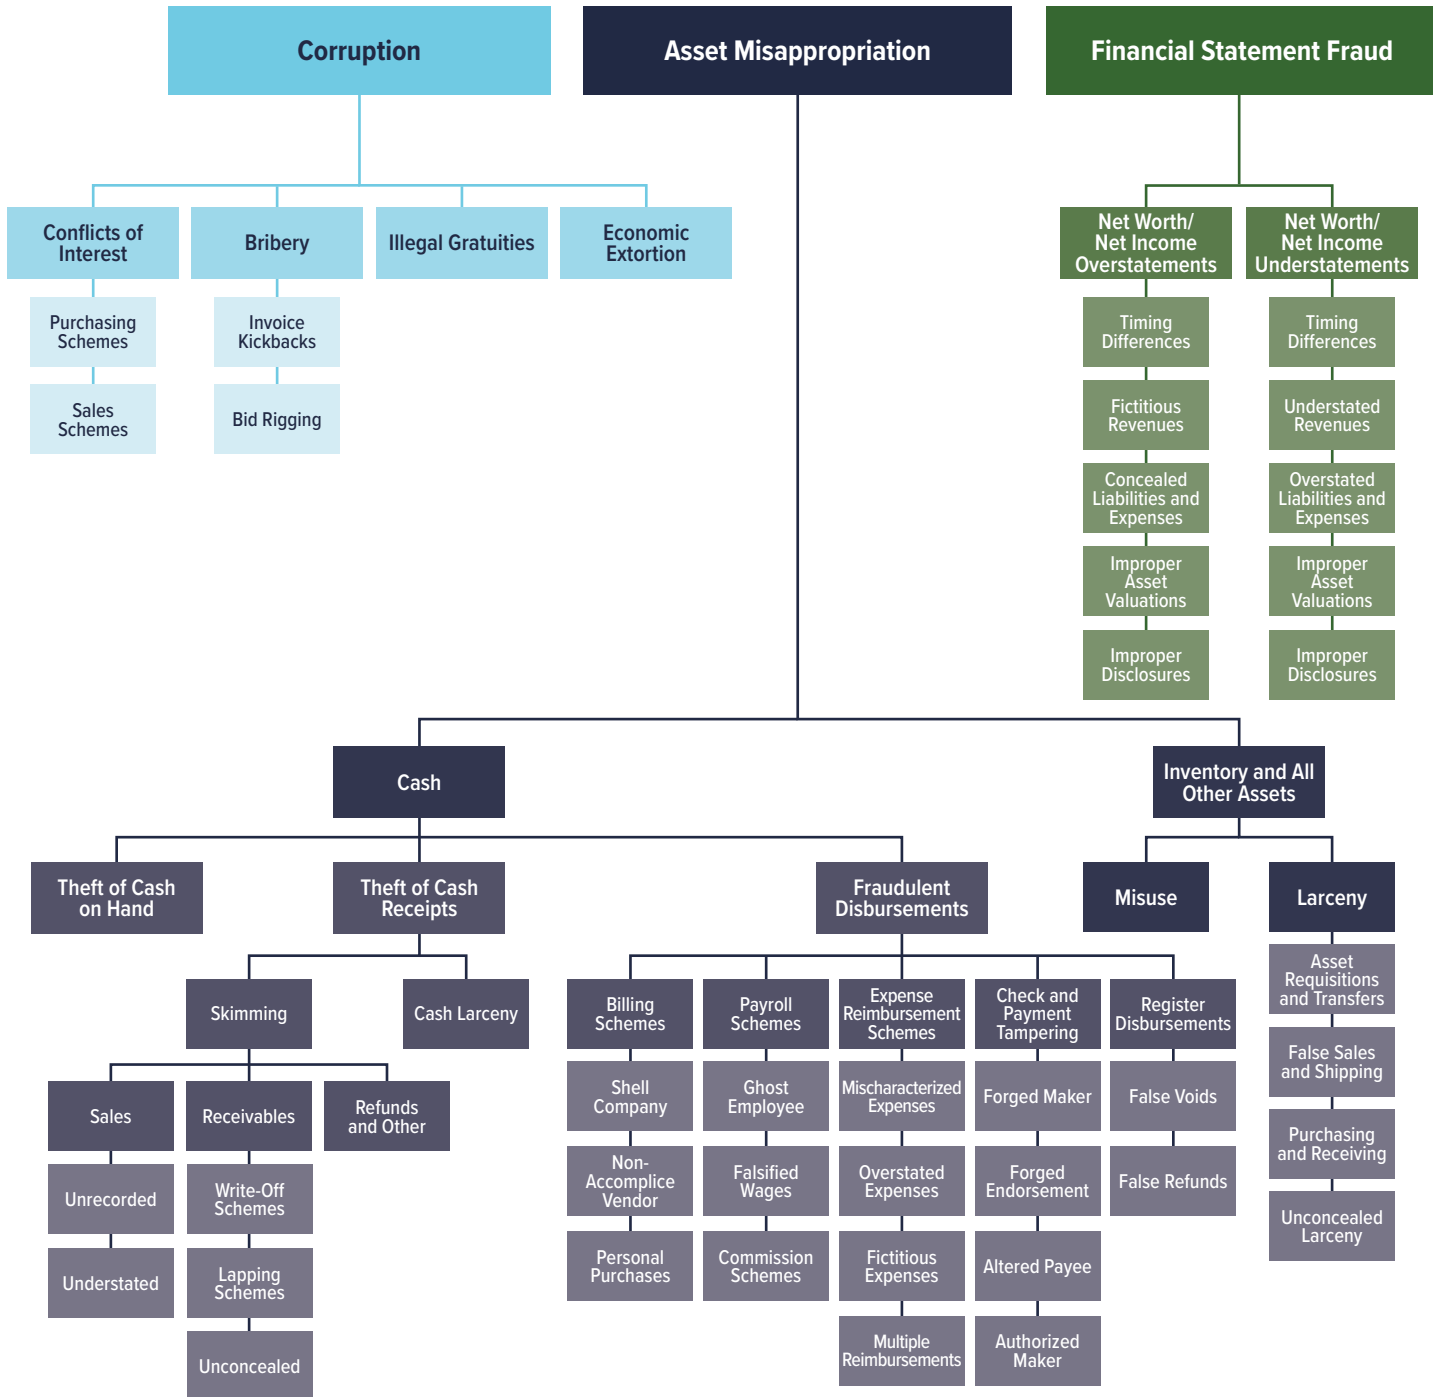 Corruption
Asset Misappropriation
Financial Statement Fraud
Conflicts of
Interest
Bribery
Illegal Gratuities
Economic
Extortion
Purchasing
Schemes
Sales
Schemes
Invoice
Kickbacks
Bid Rigging
Net Worth/
Net Income
Overstatements
Net Worth/
Net Income
Understatements
Timing
Differences
Fictitious
Revenues
Concealed
Liabilities and
Expenses
Improper
Asset
Valuations
Improper
Disclosures
Timing
Differences
Understated
Revenues
Overstated
Liabilities and
Expenses
Improper
Asset
Valuations
Improper
Disclosures
Cash
Inventory and All
Other Assets
Theft of Cash
on Hand
Theft of Cash
Receipts
Fraudulent
Disbursements
Misuse
Larceny
Skimming
Cash Larceny
Sales
Receivables
Refunds
and Other
Unrecorded
Understated
Write-Off
Schemes
Lapping
Schemes
Unconcealed
Billing
Schemes
Shell
Company
Non-
Accomplice
Vendor
Personal
Purchases
Payroll
Schemes
Ghost
Employee
Falsified
Wages
Commission
Schemes
Expense
Reimbursement
Schemes
Mischaracterized
Expenses
Overstated
Expenses
Fictitious
Expenses
Multiple
Reimbursements
Check and
Payment
Tampering
Forged Maker
Forged
Endorsement
Altered Payee
Authorized
Maker
Register
Disbursements
False Voids
False Refunds
Asset
Requisitions
and Transfers
False Sales
and Shipping
Purchasing
and Receiving
Unconcealed
Larceny